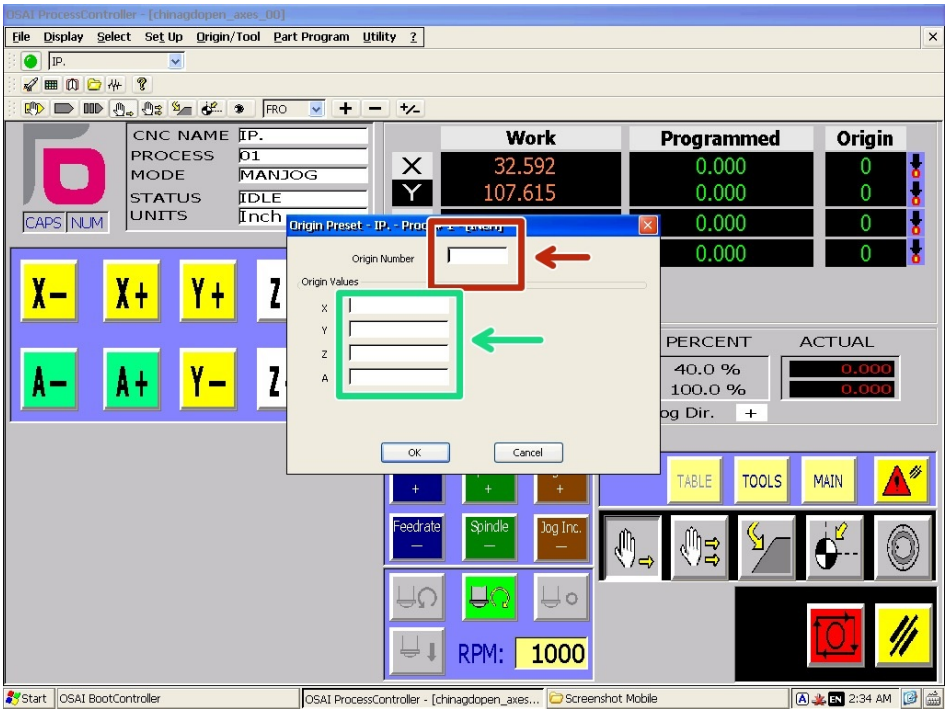 OSAI ProcessController - [chinagdopen_axes_00]
File Display Select Set Up Origin/Tool Part Program Utility ?
IP.
FRO
CNC NAME IP.
PROCESS 01
MODE MANJOG
STATUS IDLE
UNITS Inch
CAPS NUM
Work Programmed Origin
X 32.592 0.000 0
Y 107.615 0.000 0
0.000 0
0.000 0
Origin Preset - IP. - Proc
Origin Number
Origin Values
X
Y
Z
A
OK Cancel
X- X+ Y+ Z
A- A+ Y- Z
PERCENT ACTUAL
40.0 % 0.000
100.0 % 0.000
og Dir. +
+ + +
TABLE TOOLS MAIN
Feedrate Spindle Jog Inc.
- - -
RPM: 1000
Start OSAI BootController OSAI ProcessController - [chinagdopen_axes... Screenshot Mobile A EN 2:34 AM